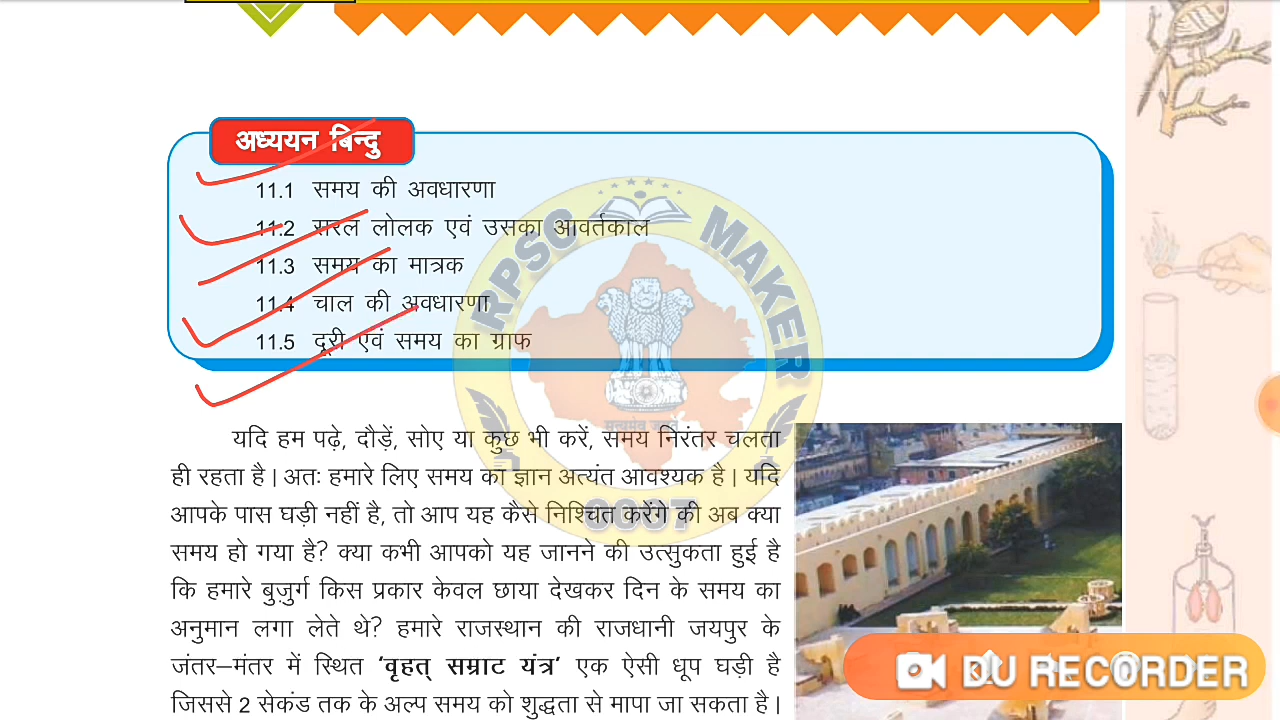 अध्ययन बिन्दु
11.1 समय की अवधारणा
11.2 सरल लोलक एवं उसका आवर्तकाल
11.3 समय का मात्रक
11.4 चाल की अवधारणा
11.5 दूरी एवं समय का ग्राफ
RPSC MAKER
सत्यमेव जयते
GURU
यदि हम पढ़े, दौड़ें, सोए या कुछ भी करें, समय निरंतर चलता
ही रहता है। अतः हमारे लिए समय का ज्ञान अत्यंत आवश्यक है। यदि
आपके पास घड़ी नहीं है, तो आप यह कैसे निश्चित करेंगे की अब क्या
समय हो गया है? क्या कभी आपको यह जानने की उत्सुकता हुई है
कि हमारे बुज़ुर्ग किस प्रकार केवल छाया देखकर दिन के समय का
अनुमान लगा लेते थे? हमारे राजस्थान की राजधानी जयपुर के
जंतर–मंतर में स्थित 'वृहत् सम्राट यंत्र' एक ऐसी धूप घड़ी है
जिससे 2 सेकंड तक के अल्प समय को शुद्धता से मापा जा सकता है।
DU RECORDER